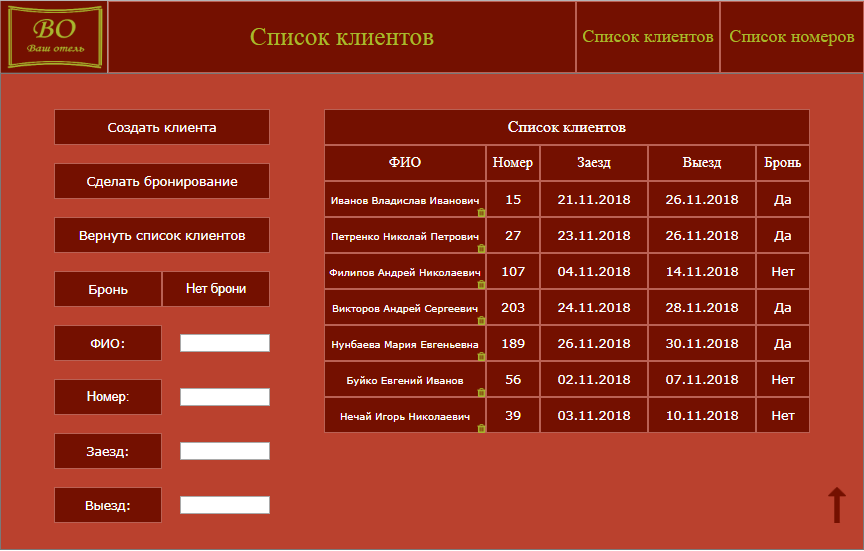 ВО
Ваш отель
Список клиентов
Список клиентов
Список номеров
Создать клиента
Сделать бронирование
Вернуть список клиентов
Бронь
Нет брони
ФИО:
Номер:
Заезд:
Выезд:
Список клиентов
ФИО Номер Заезд Выезд Бронь
Иванов Владислав Иванович 15 21.11.2018 26.11.2018 Да
Петренко Николай Петрович 27 23.11.2018 26.11.2018 Да
Филипов Андрей Николаевич 107 04.11.2018 14.11.2018 Нет
Викторов Андрей Сергеевич 203 24.11.2018 28.11.2018 Да
Нунбаева Мария Евгеньевна 189 26.11.2018 30.11.2018 Да
Буйко Евгений Иванов 56 02.11.2018 07.11.2018 Нет
Нечай Игорь Николаевич 39 03.11.2018 10.11.2018 Нет